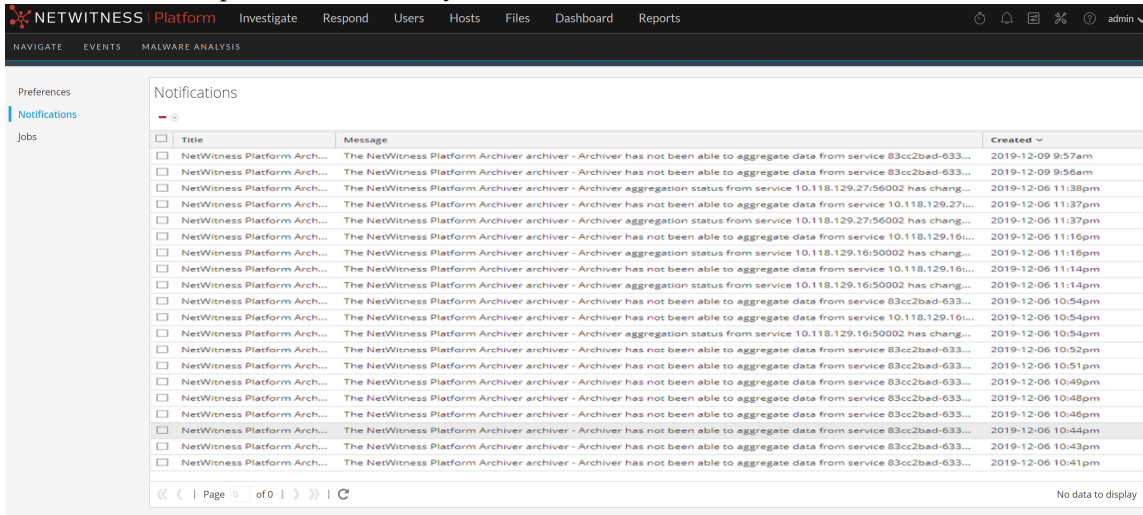 NETWITNESS Platform Investigate Respond Users Hosts Files Dashboard Reports admin
NAVIGATE EVENTS MALWARE ANALYSIS
Preferences
Notifications
Jobs
Notifications
Title Message Created
NetWitness Platform Arch... The NetWitness Platform Archiver archiver - Archiver has not been able to aggregate data from service 83cc2bad-633... 2019-12-09 9:57am
NetWitness Platform Arch... The NetWitness Platform Archiver archiver - Archiver has not been able to aggregate data from service 83cc2bad-633... 2019-12-09 9:56am
NetWitness Platform Arch... The NetWitness Platform Archiver archiver - Archiver aggregation status from service 10.118.129.27:56002 has chang... 2019-12-06 11:38pm
NetWitness Platform Arch... The NetWitness Platform Archiver archiver - Archiver has not been able to aggregate data from service 10.118.129.27:... 2019-12-06 11:37pm
NetWitness Platform Arch... The NetWitness Platform Archiver archiver - Archiver aggregation status from service 10.118.129.27:56002 has chang... 2019-12-06 11:37pm
NetWitness Platform Arch... The NetWitness Platform Archiver archiver - Archiver has not been able to aggregate data from service 10.118.129.16:... 2019-12-06 11:16pm
NetWitness Platform Arch... The NetWitness Platform Archiver archiver - Archiver aggregation status from service 10.118.129.16:50002 has chang... 2019-12-06 11:16pm
NetWitness Platform Arch... The NetWitness Platform Archiver archiver - Archiver has not been able to aggregate data from service 10.118.129.16:... 2019-12-06 11:14pm
NetWitness Platform Arch... The NetWitness Platform Archiver archiver - Archiver aggregation status from service 10.118.129.16:50002 has chang... 2019-12-06 11:14pm
NetWitness Platform Arch... The NetWitness Platform Archiver archiver - Archiver has not been able to aggregate data from service 83cc2bad-633... 2019-12-06 10:54pm
NetWitness Platform Arch... The NetWitness Platform Archiver archiver - Archiver has not been able to aggregate data from service 10.118.129.16:... 2019-12-06 10:54pm
NetWitness Platform Arch... The NetWitness Platform Archiver archiver - Archiver aggregation status from service 10.118.129.16:50002 has chang... 2019-12-06 10:54pm
NetWitness Platform Arch... The NetWitness Platform Archiver archiver - Archiver has not been able to aggregate data from service 83cc2bad-633... 2019-12-06 10:52pm
NetWitness Platform Arch... The NetWitness Platform Archiver archiver - Archiver has not been able to aggregate data from service 83cc2bad-633... 2019-12-06 10:51pm
NetWitness Platform Arch... The NetWitness Platform Archiver archiver - Archiver has not been able to aggregate data from service 83cc2bad-633... 2019-12-06 10:49pm
NetWitness Platform Arch... The NetWitness Platform Archiver archiver - Archiver has not been able to aggregate data from service 83cc2bad-633... 2019-12-06 10:48pm
NetWitness Platform Arch... The NetWitness Platform Archiver archiver - Archiver has not been able to aggregate data from service 83cc2bad-633... 2019-12-06 10:46pm
NetWitness Platform Arch... The NetWitness Platform Archiver archiver - Archiver has not been able to aggregate data from service 83cc2bad-633... 2019-12-06 10:44pm
NetWitness Platform Arch... The NetWitness Platform Archiver archiver - Archiver has not been able to aggregate data from service 83cc2bad-633... 2019-12-06 10:43pm
NetWitness Platform Arch... The NetWitness Platform Archiver archiver - Archiver has not been able to aggregate data from service 83cc2bad-633... 2019-12-06 10:41pm
Page 0 of 0 No data to display